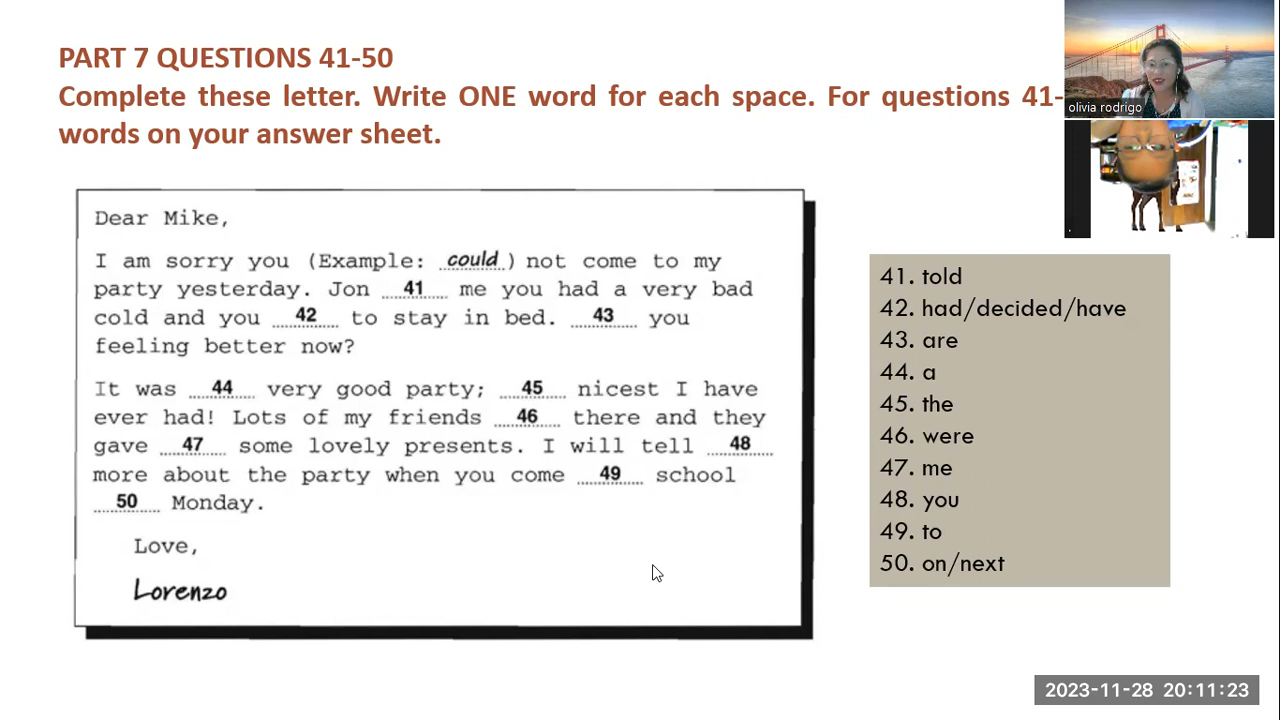 PART 7 QUESTIONS 41-50
Complete these letter. Write ONE word for each space. For questions 41-
words on your answer sheet.
olivia rodrigo
Dear Mike,
I am sorry you (Example: could) not come to my
party yesterday. Jon 41 me you had a very bad
cold and you 42 to stay in bed. 43 you
feeling better now?
It was 44 very good party; 45 nicest I have
ever had! Lots of my friends 46 there and they
gave 47 some lovely presents. I will tell 48
more about the party when you come 49 school
50 Monday.
Love,
Lorenzo
41. told
42. had/decided/have
43. are
44. a
45. the
46. were
47. me
48. you
49. to
50. on/next
2023-11-28 20:11:23